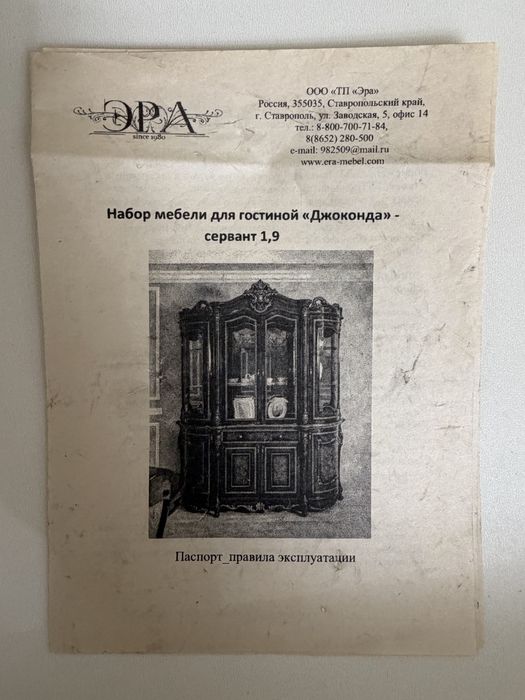 ЭРА
since 1980
ООО «ТП «Эра»
Россия, 355035, Ставропольский край,
г. Ставрополь, ул. Заводская, 5, офис 14
тел.: 8-800-700-71-84,
8(8652) 280-500
e-mail: 982509@mail.ru
www.era-mebel.com
Набор мебели для гостиной «Джоконда» -
сервант 1,9
Паспорт_правила эксплуатации